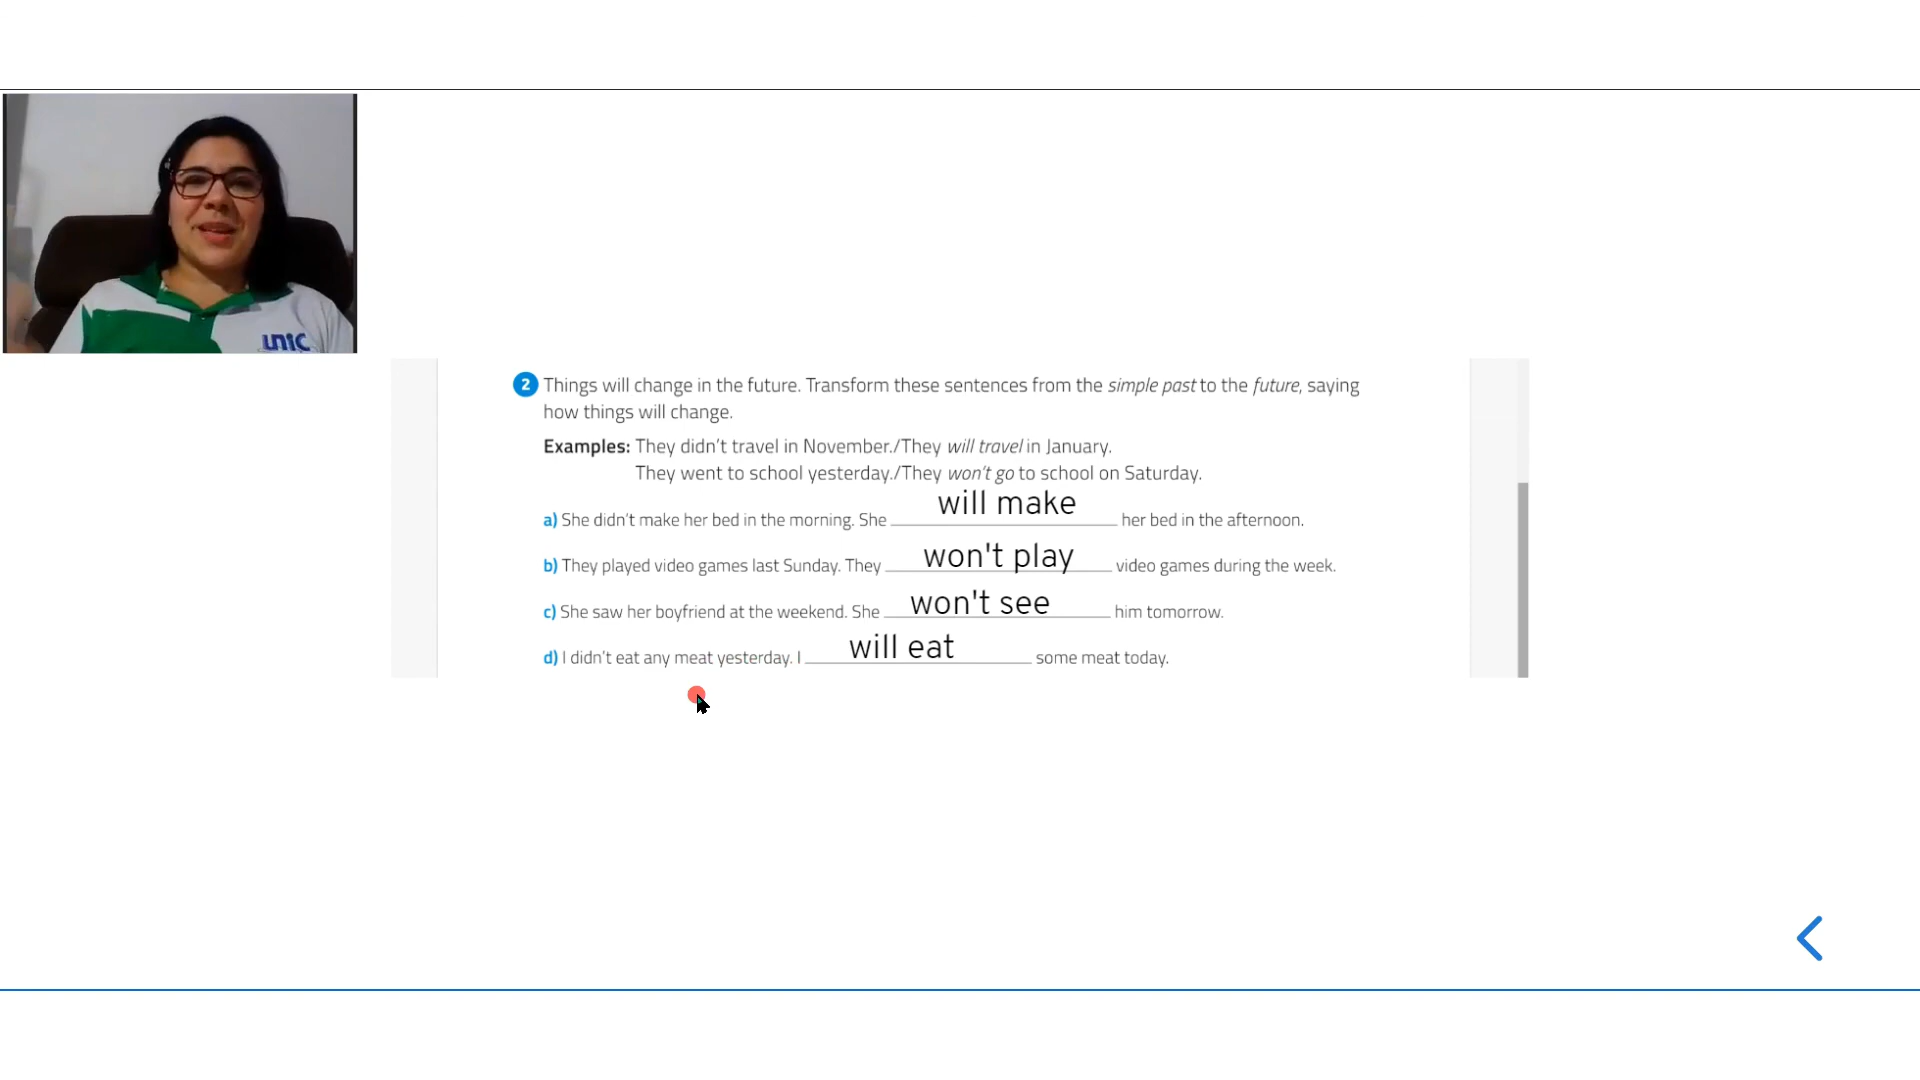 unic
2 Things will change in the future. Transform these sentences from the simple past to the future, saying
how things will change.
Examples: They didn't travel in November./They will travel in January.
They went to school yesterday./They won't go to school on Saturday.
a) She didn't make her bed in the morning. She will make her bed in the afternoon.
b) They played video games last Sunday. They won't play video games during the week.
c) She saw her boyfriend at the weekend. She won't see him tomorrow.
d) I didn't eat any meat yesterday. I will eat some meat today.